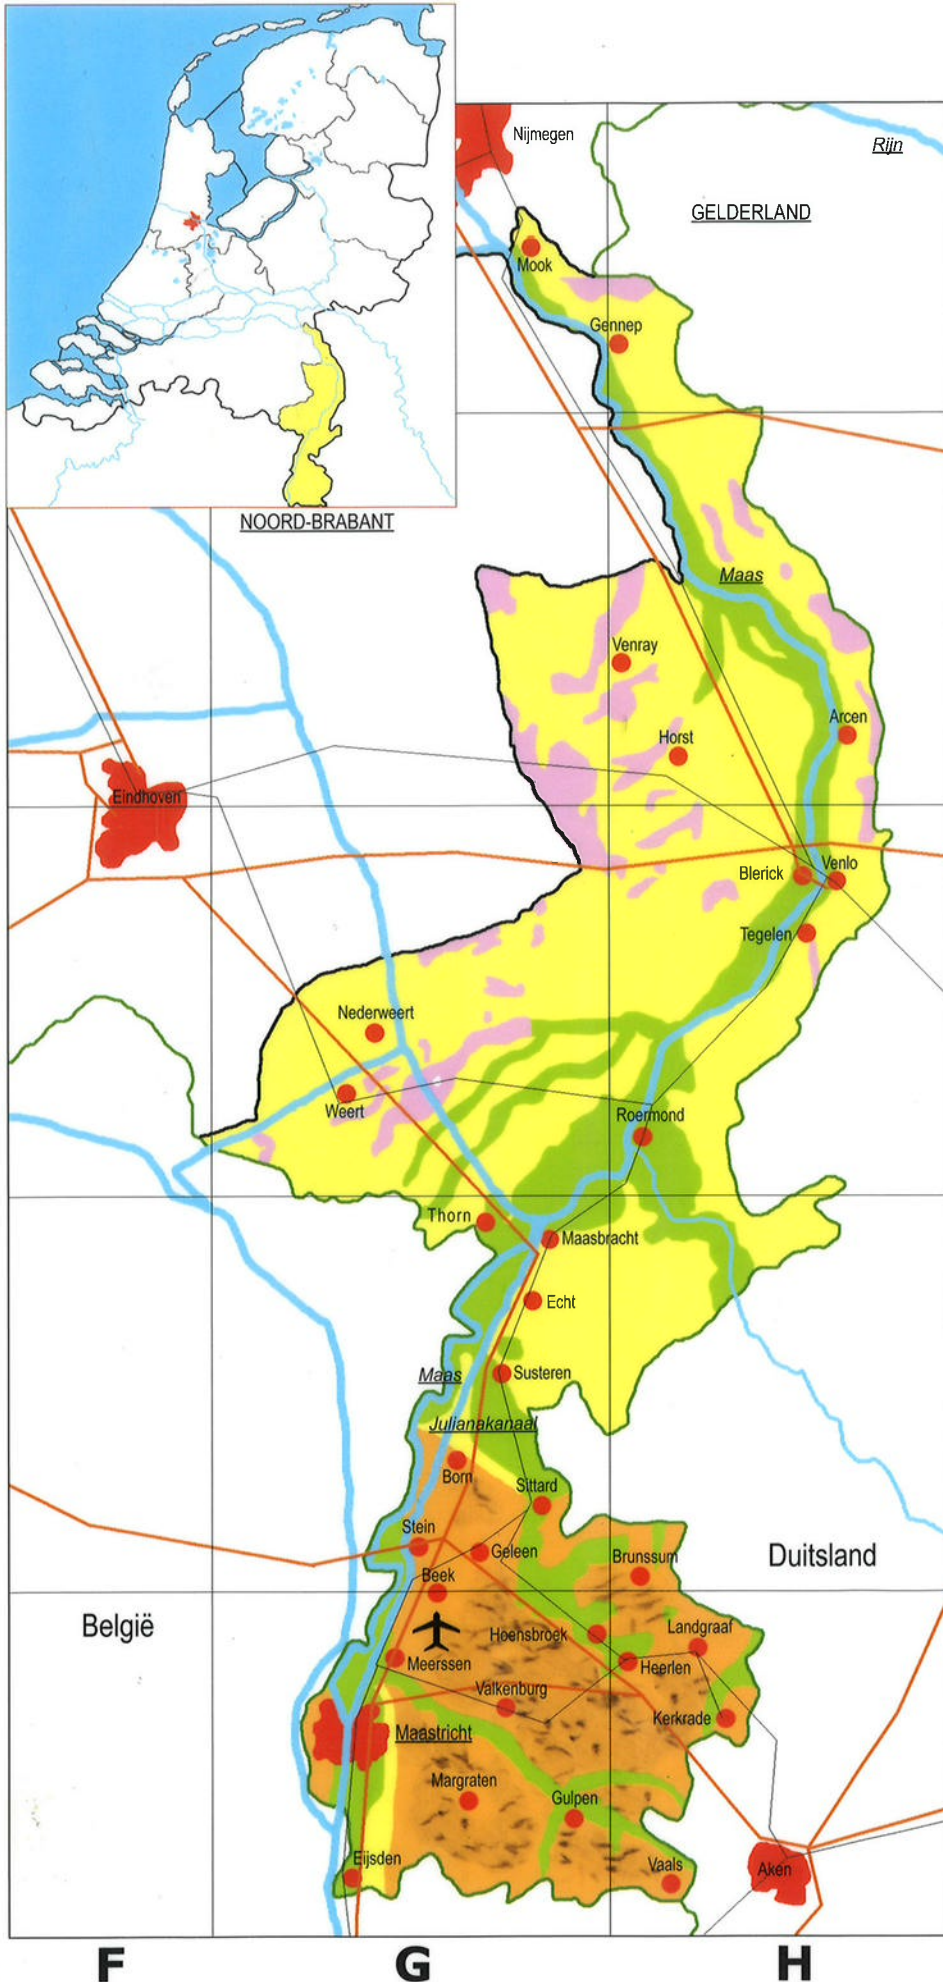 Nijmegen
Rijn
GELDERLAND
Mook
Gennep
NOORD-BRABANT
Maas
Venray
Arcen
Horst
Eindhoven
Blerick
Venlo
Tegelen
Nederweert
Weert
Roermond
Thorn
Maasbracht
Echt
Maas
Susteren
Julianakanaal
Born
Sittard
Stein
Geleen
Brunssum
Duitsland
Beek
België
Hoensbroek
Landgraaf
Meerssen
Heerlen
Valkenburg
Kerkrade
Maastricht
Margraten
Gulpen
Eijsden
Vaals
Aken
F
G
H